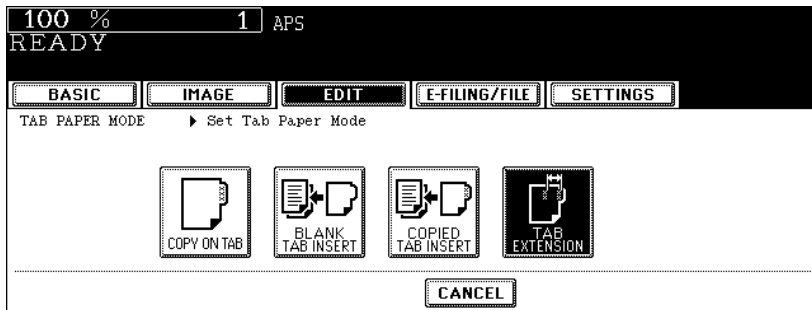 100 % 1 APS
READY
BASIC IMAGE EDIT E-FILING/FILE SETTINGS
TAB PAPER MODE ▶ Set Tab Paper Mode
xxx
COPY ON TAB
BLANK
TAB INSERT
COPIED
TAB INSERT
TAB
EXTENSION
CANCEL